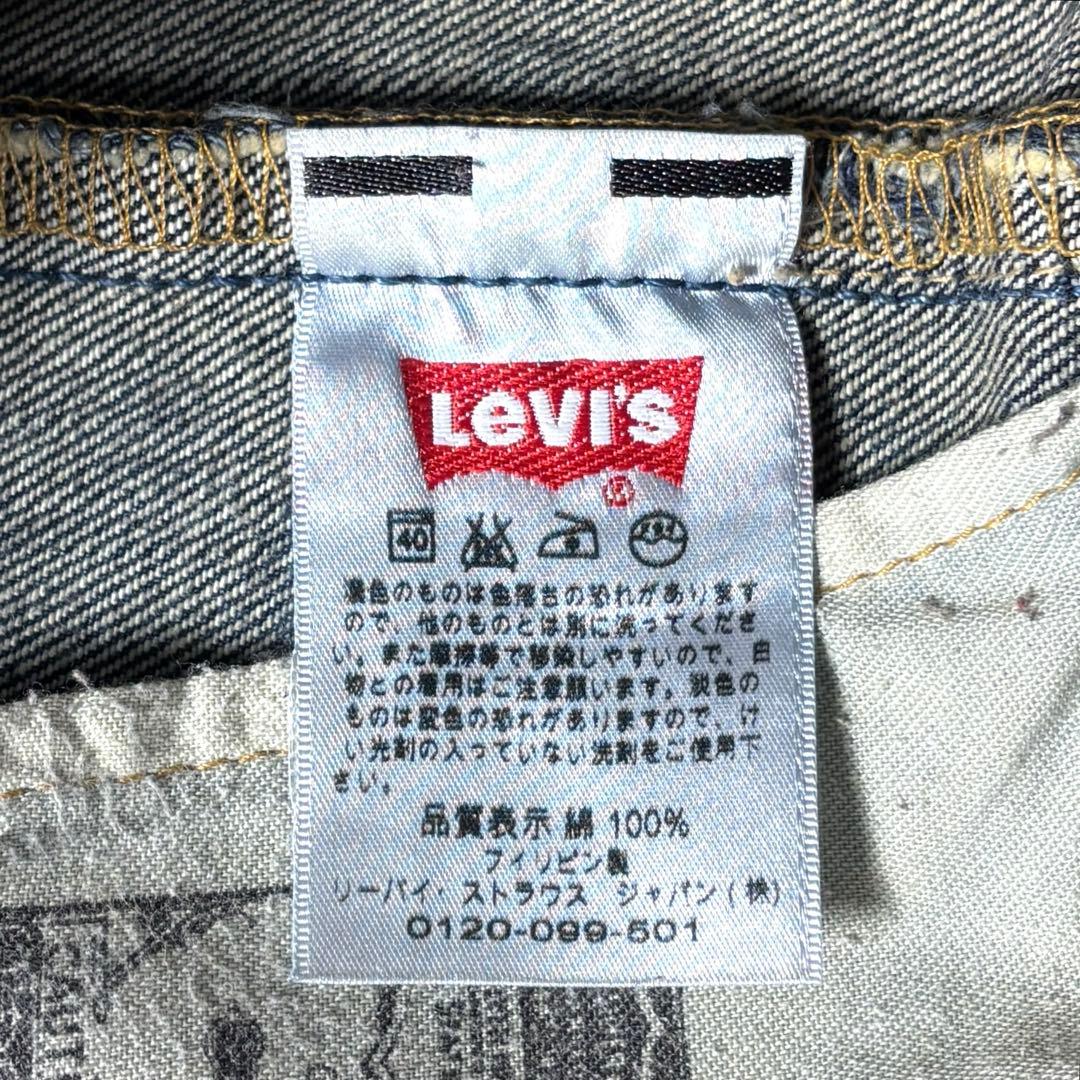 LEVI'S
®
40
濃色のものは色落ちの恐れがあります
ので、他のものとは別に洗ってくださ
い。また摩擦等で移染しやすいので、白
物との着用はご注意願います。淡色の
ものは変色の恐れがありますので、けい
い光剤の入っていない洗剤をご使用下
さい。
品質表示 綿 100%
フィリピン製
リーバイ・ストラウス ジャパン(株)
0120-099-501